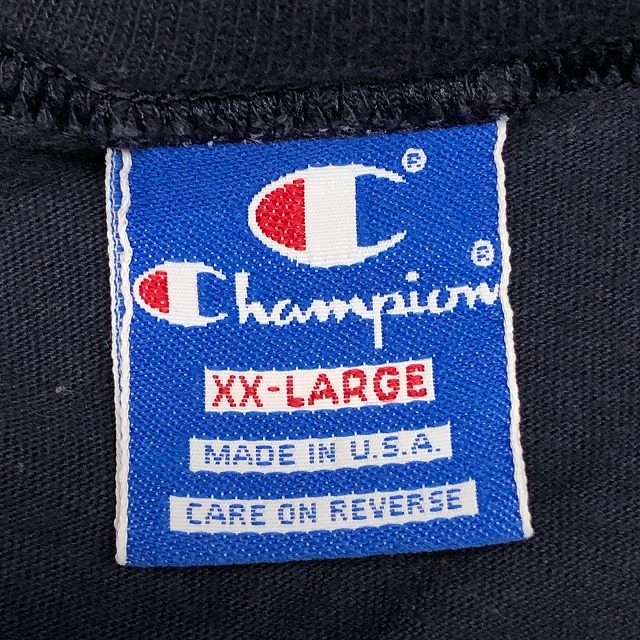 C®
Champion®
XX-LARGE
MADE IN U.S.A.
CARE ON REVERSE